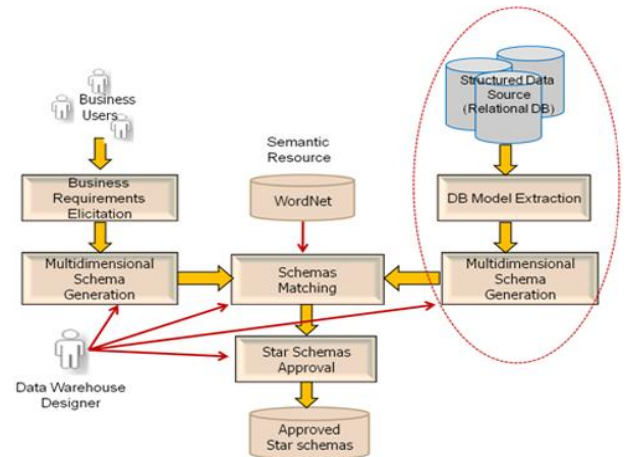 Business
Users
Business
Requirements
Elicitation
Multidimensional
Schema
Generation
Data Warehouse
Designer
Semantic
Resource
WordNet
Schemas
Matching
Star Schemas
Approval
Approved
Star schemas
Structured Data
Source
(Relational DB)
DB Model Extraction
Multidimensional
Schema
Generation